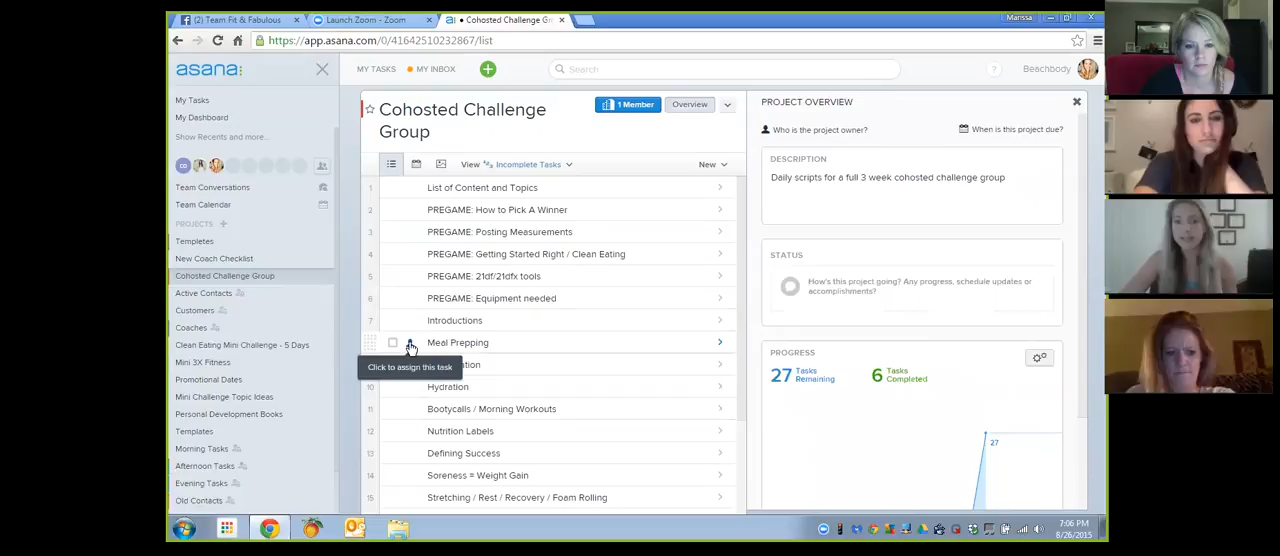 (2) Team Fit & Fabulous
Launch Zoom - Zoom
• Cohosted Challenge Gr
Marissa
https://app.asana.com/0/41642510232867/list
asana:
MY TASKS
MY INBOX
Search
?
Beachbody
My Tasks
My Dashboard
Show Recents and more...
Team Conversations
Team Calendar
PROJECTS +
Templetes
New Coach Checklist
Cohosted Challenge Group
Active Contacts
Customers
Coaches
Clean Eating Mini Challenge - 5 Days
Mini 3X Fitness
Promotional Dates
Mini Challenge Topic Ideas
Personal Development Books
Templates
Morning Tasks
Afternoon Tasks
Evening Tasks
Old Contacts
Cohosted Challenge
Group
1 Member
Overview
View Incomplete Tasks
New
1 List of Content and Topics
2 PREGAME: How to Pick A Winner
3 PREGAME: Posting Measurements
4 PREGAME: Getting Started Right / Clean Eating
5 PREGAME: 21df/21dfx tools
6 PREGAME: Equipment needed
7 Introductions
Meal Prepping
Click to assign this task
10 Hydration
11 Bootycalls / Morning Workouts
12 Nutrition Labels
13 Defining Success
14 Soreness = Weight Gain
15 Stretching / Rest / Recovery / Foam Rolling
PROJECT OVERVIEW
Who is the project owner?
When is this project due?
DESCRIPTION
Daily scripts for a full 3 week cohosted challenge group
STATUS
How's this project going? Any progress, schedule updates or
accomplishments?
PROGRESS
27 Tasks Remaining
6 Tasks Completed
27
7:06 PM
8/26/2015